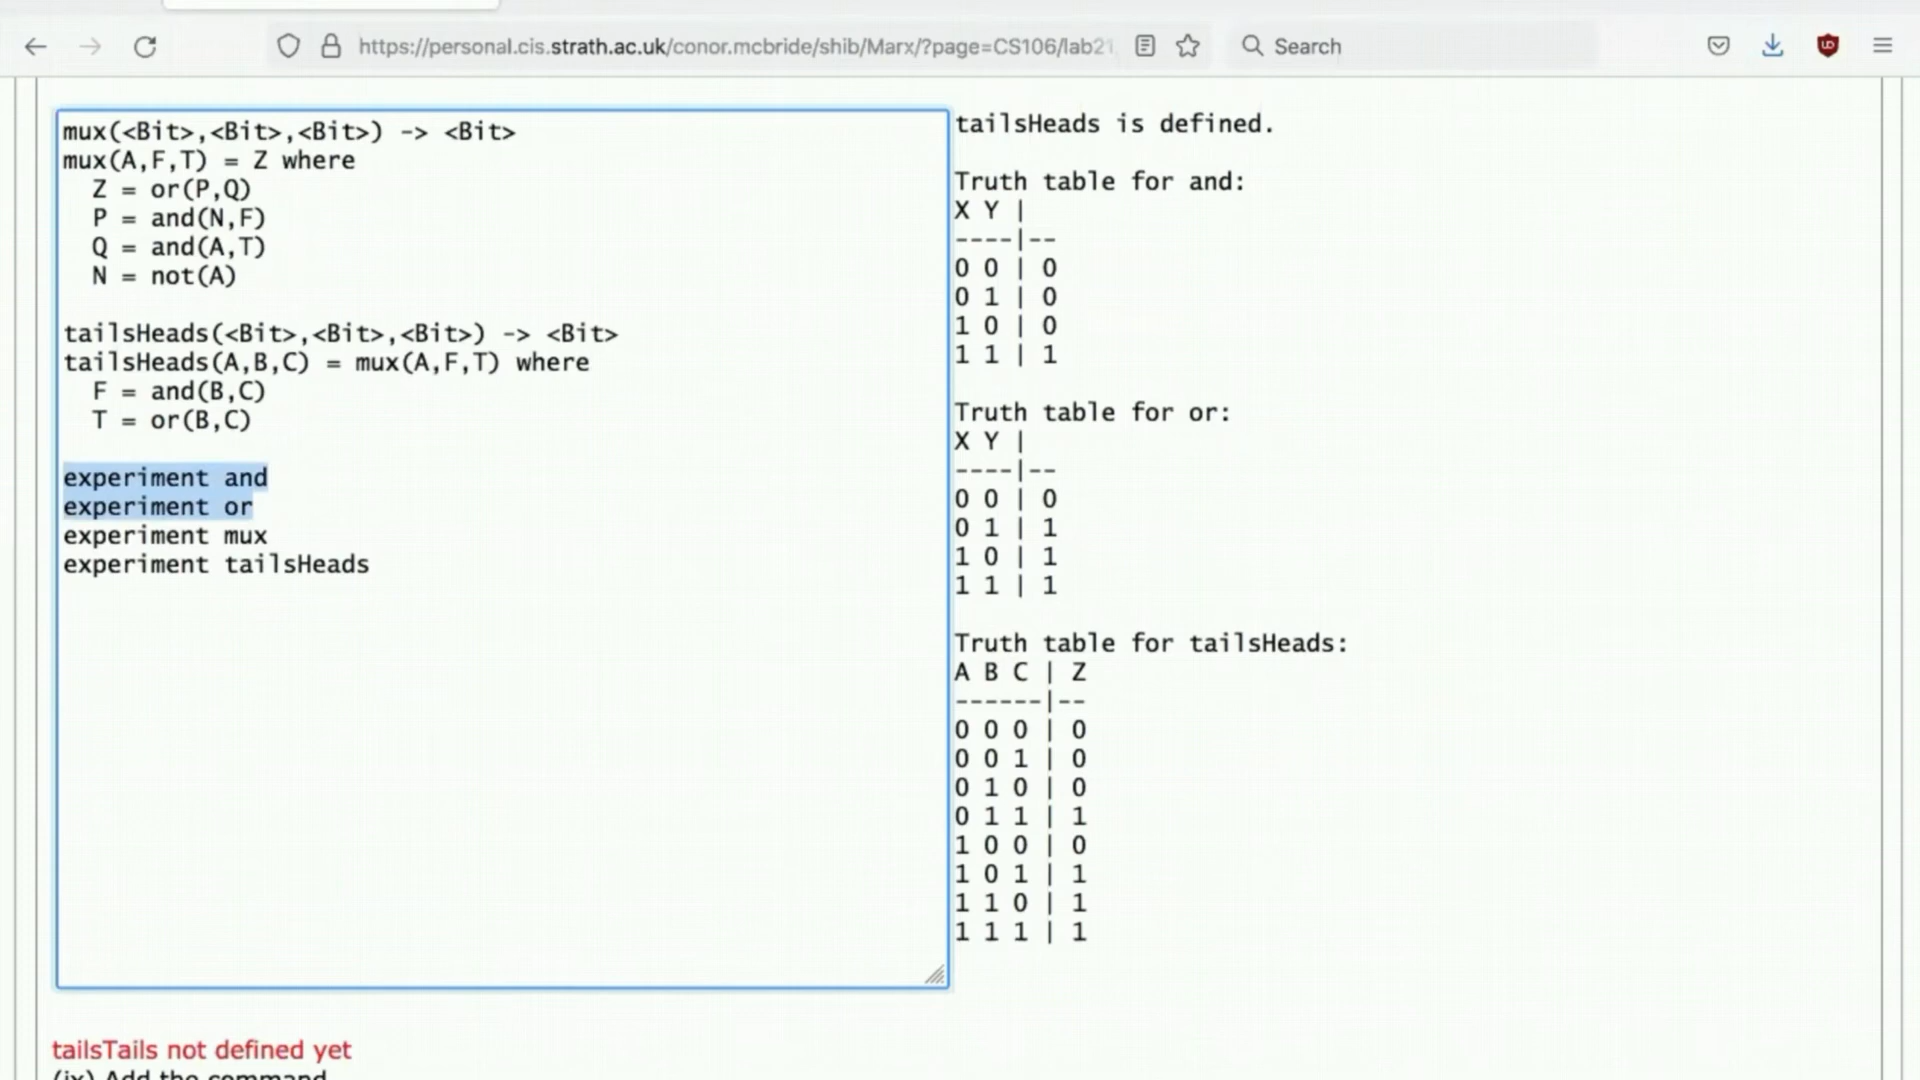 https://personal.cis.strath.ac.uk/conor.mcbride/shib/Marx/?page=CS106/lab21
Search
mux(<Bit>,<Bit>,<Bit>) -> <Bit>
mux(A,F,T) = Z where
  Z = or(P,Q)
  P = and(N,F)
  Q = and(A,T)
  N = not(A)
tailsHeads(<Bit>,<Bit>,<Bit>) -> <Bit>
tailsHeads(A,B,C) = mux(A,F,T) where
  F = and(B,C)
  T = or(B,C)
experiment and
experiment or
experiment mux
experiment tailsHeads
tailsHeads is defined.
Truth table for and:
X Y |
----|--
0 0 | 0
0 1 | 0
1 0 | 0
1 1 | 1
Truth table for or:
X Y |
----|--
0 0 | 0
0 1 | 1
1 0 | 1
1 1 | 1
Truth table for tailsHeads:
A B C | Z
------|--
0 0 0 | 0
0 0 1 | 0
0 1 0 | 0
0 1 1 | 1
1 0 0 | 0
1 0 1 | 1
1 1 0 | 1
1 1 1 | 1
tailsTails not defined yet
(ix) Add the command